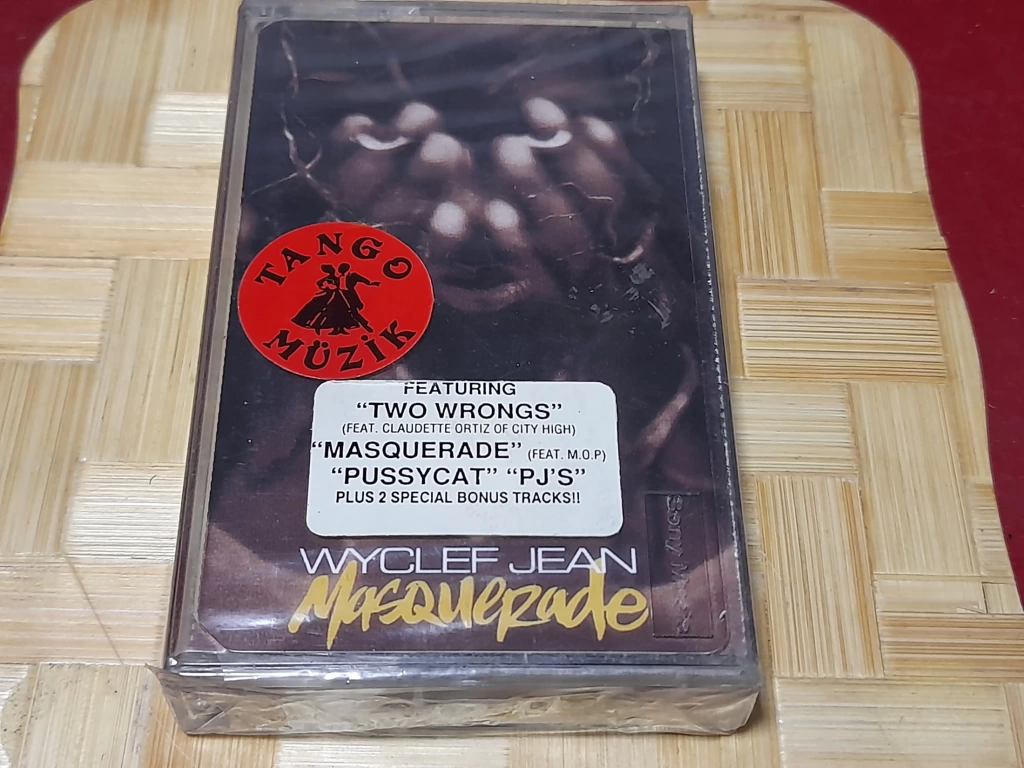 TANGO
MÜZİK
FEATURING
“TWO WRONGS”
(FEAT. CLAUDETTE ORTIZ OF CITY HIGH)
“MASQUERADE” (FEAT. M.O.P)
“PUSSYCAT” “PJ'S”
PLUS 2 SPECIAL BONUS TRACKS!!
WYCLEF JEAN
Masquerade
Sony